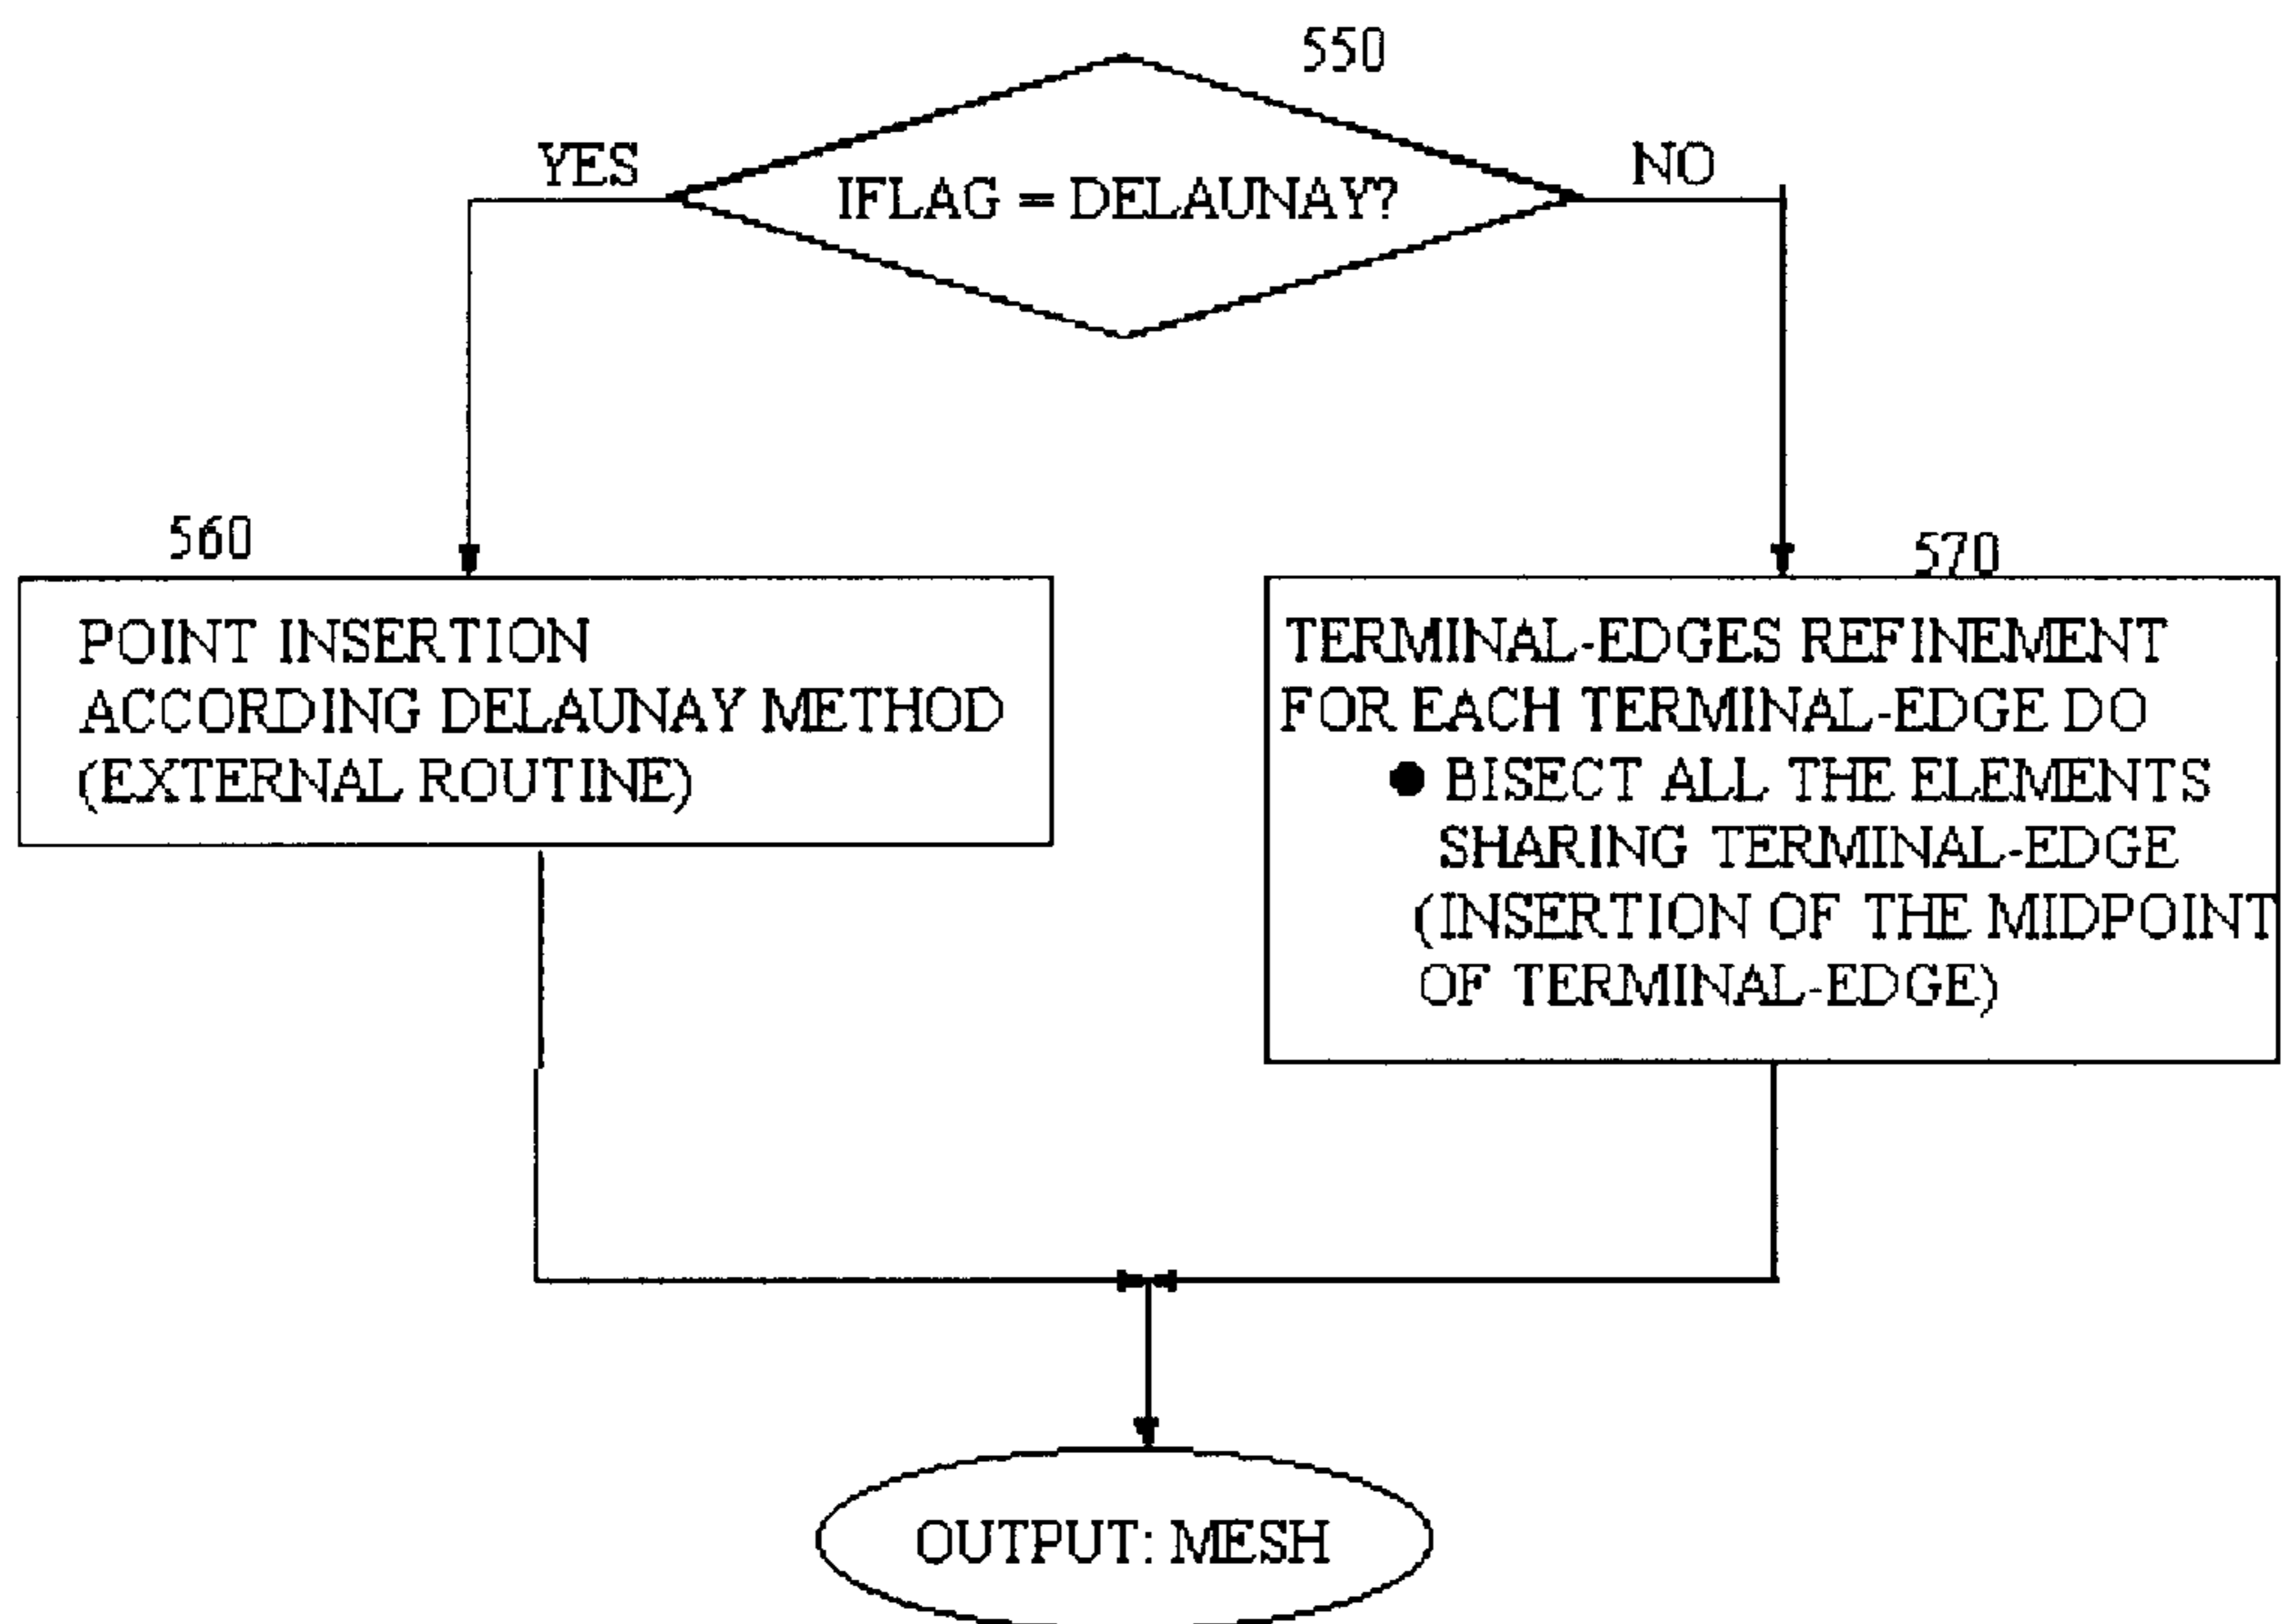 550
YES
NO
IFLAG = DELAUNAY?
560
570
POINT INSERTION
ACCORDING DELAUNAY METHOD
(EXTERNAL ROUTINE)
TERMINAL-EDGES REFINEMENT
FOR EACH TERMINAL-EDGE DO
● BISECT ALL THE ELEMENTS
SHARING TERMINAL-EDGE
(INSERTION OF THE MIDPOINT
OF TERMINAL-EDGE)
OUTPUT: MESH